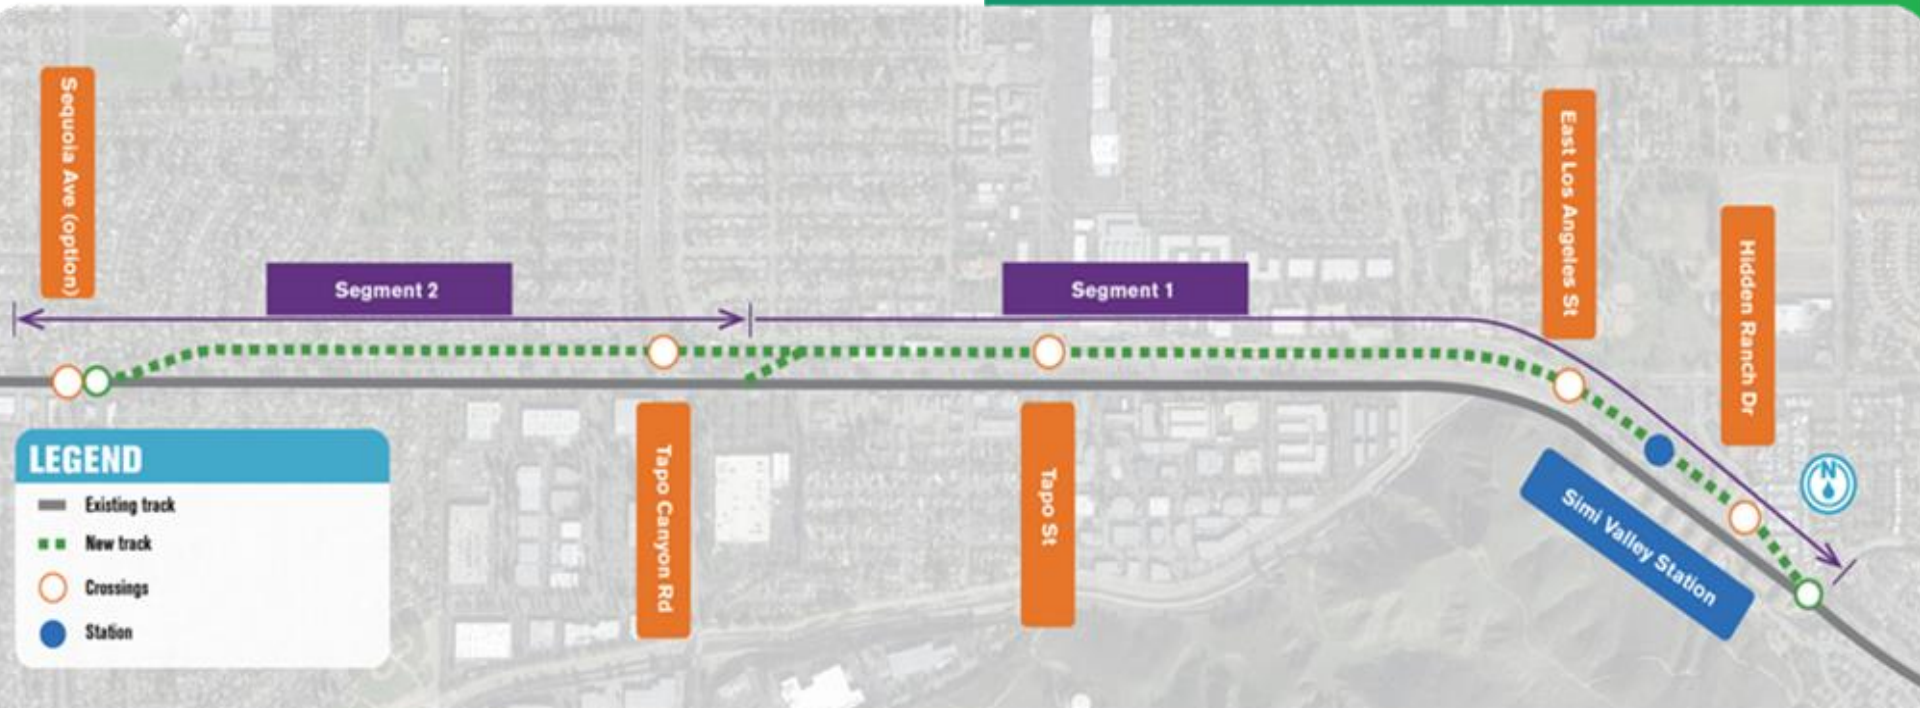 Sequoia Ave (option)
Segment 2
Segment 1
East Los Angeles St
Hidden Ranch Dr
Tapo Canyon Rd
Tapo St
Simi Valley Station
N
LEGEND
Existing track
New track
Crossings
Station